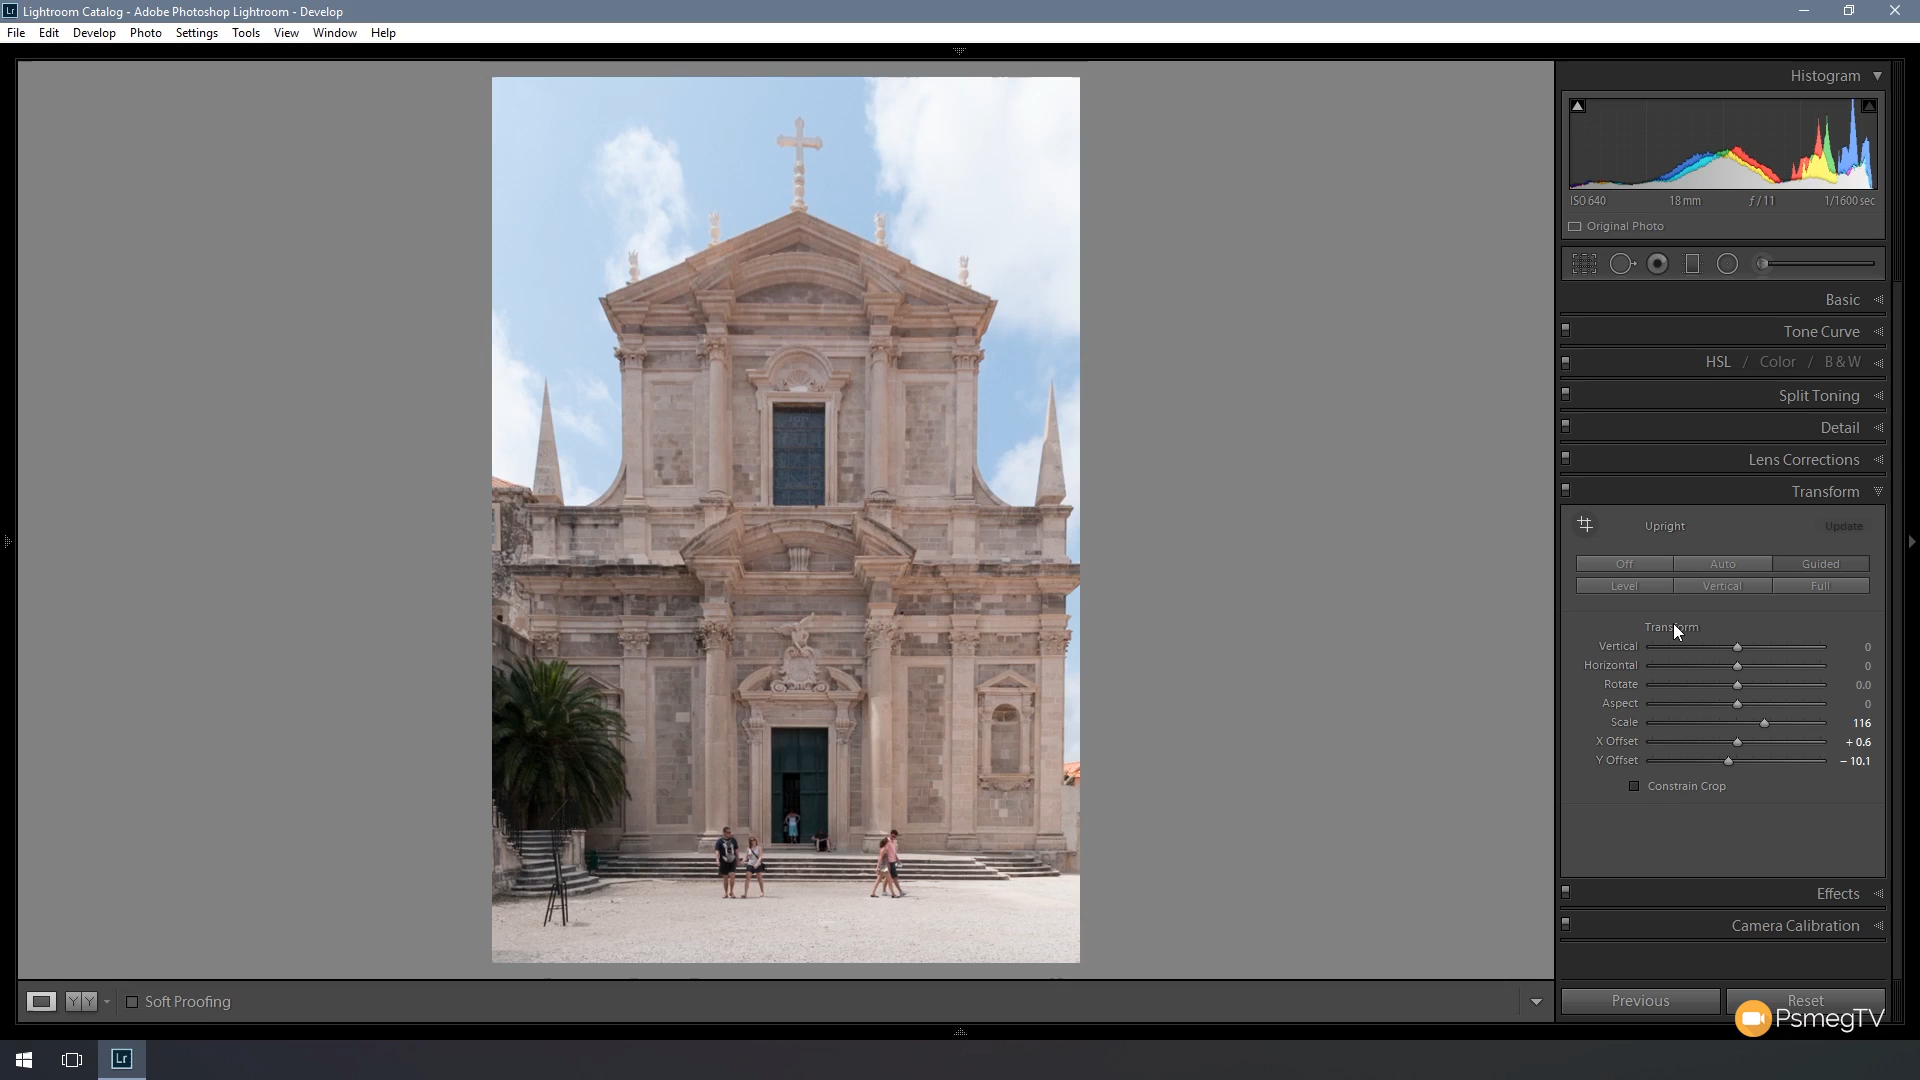 Lr Lightroom Catalog - Adobe Photoshop Lightroom - Develop
File Edit Develop Photo Settings Tools View Window Help
Histogram
ISO 640 18 mm ƒ / 11 1/1600 sec
Original Photo
Basic
Tone Curve
HSL / Color / B & W
Split Toning
Detail
Lens Corrections
Transform
Upright Update
Off Auto Guided
Level Vertical Full
Transform
Vertical 0
Horizontal 0
Rotate 0.0
Aspect 0
Scale 116
X Offset + 0.6
Y Offset – 10.1
Constrain Crop
Effects
Camera Calibration
Y Y Soft Proofing
Previous Reset
PsmegTV
Lr